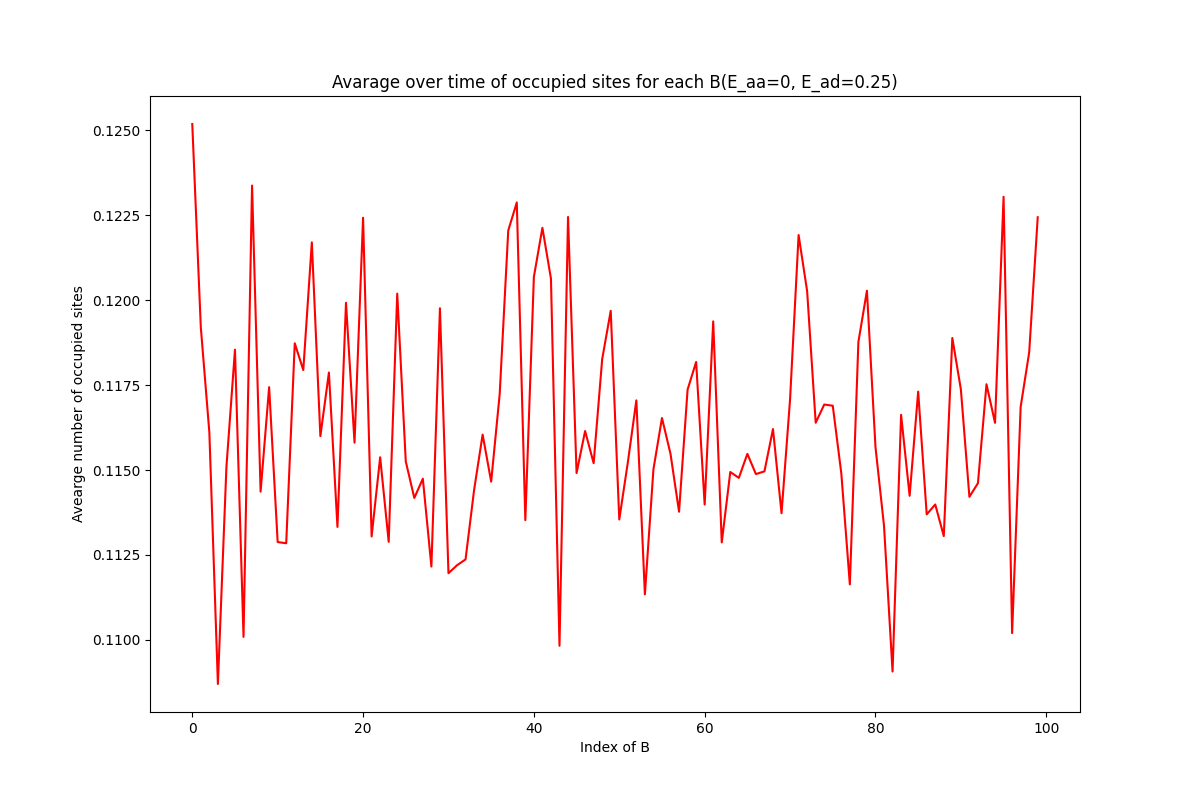 Avarage over time of occupied sites for each B(E_aa=0, E_ad=0.25)
0.1250
0.1225
0.1200
0.1175
0.1150
0.1125
0.1100
Avearge number of occupied sites
0 20 40 60 80 100
Index of B